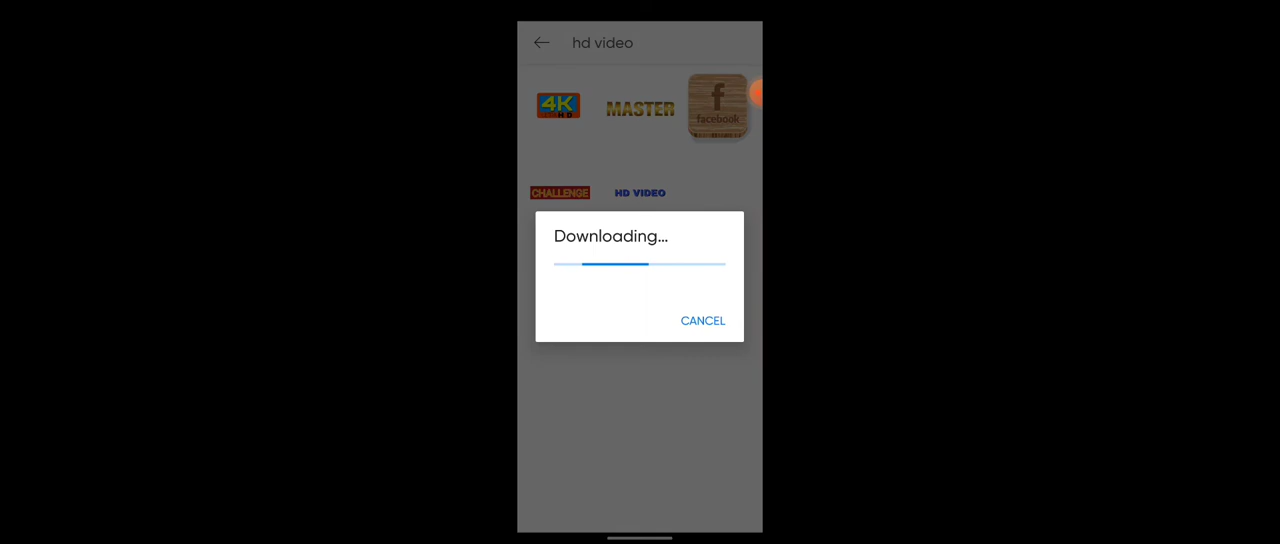 hd video
4K
HD
MASTER
f
facebook
CHALLENGE
HD VIDEO
Downloading...
CANCEL